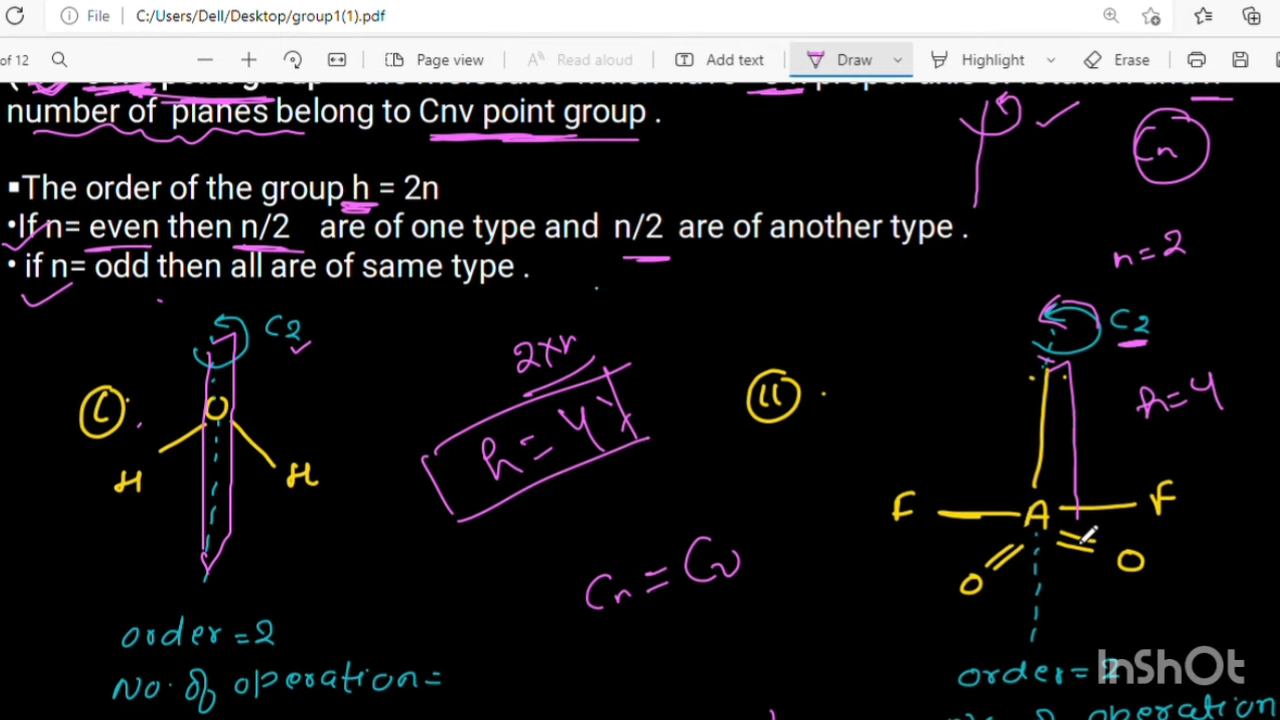 File C:/Users/Dell/Desktop/group1(1).pdf
of 12 Page view Read aloud Add text Draw Highlight Erase
number of planes belong to Cnv point group .
Cn
▪The order of the group h = 2n
•If n= even then n/2 are of one type and n/2 are of another type .
n=2
• if n= odd then all are of same type .
C2
C2
2×n
h=4
h=4
O
H H
F A F
O O
order=2
No. of operation=
order=2
InShOt
operation